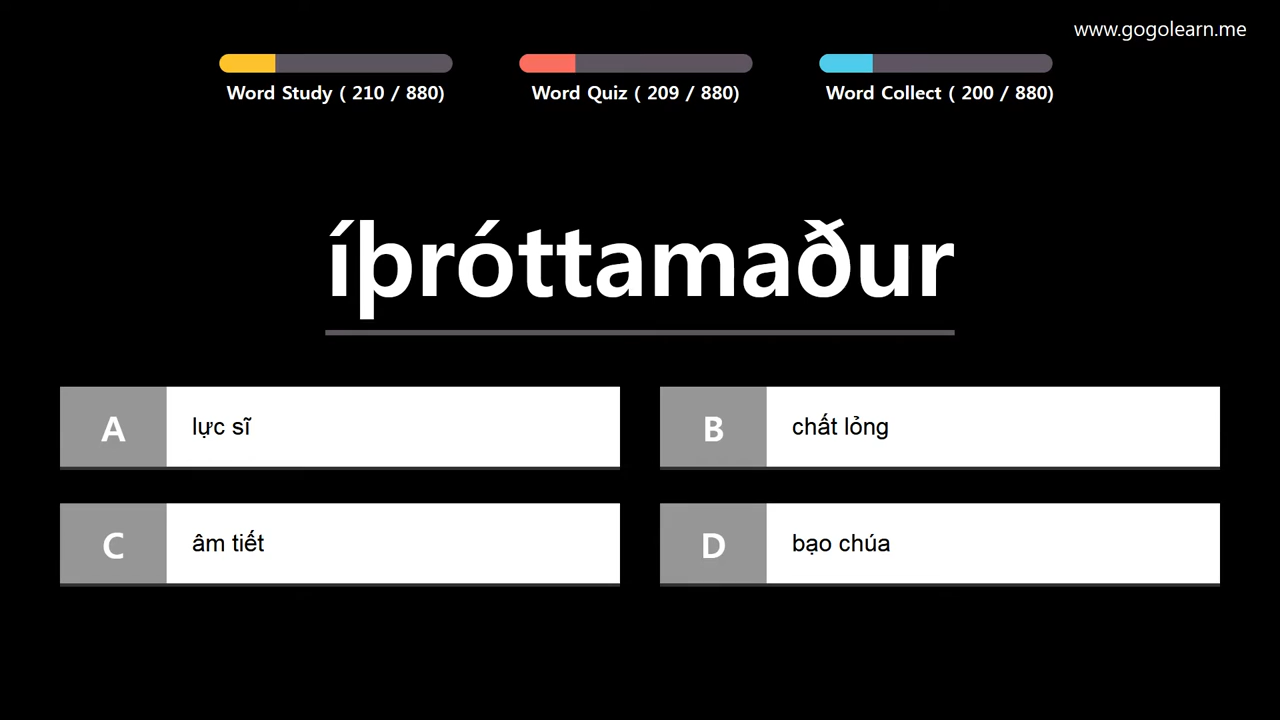 www.gogolearn.me
Word Study ( 210 / 880)
Word Quiz ( 209 / 880)
Word Collect ( 200 / 880)
íþróttamaður
A
lực sĩ
B
chất lỏng
C
âm tiết
D
bạo chúa